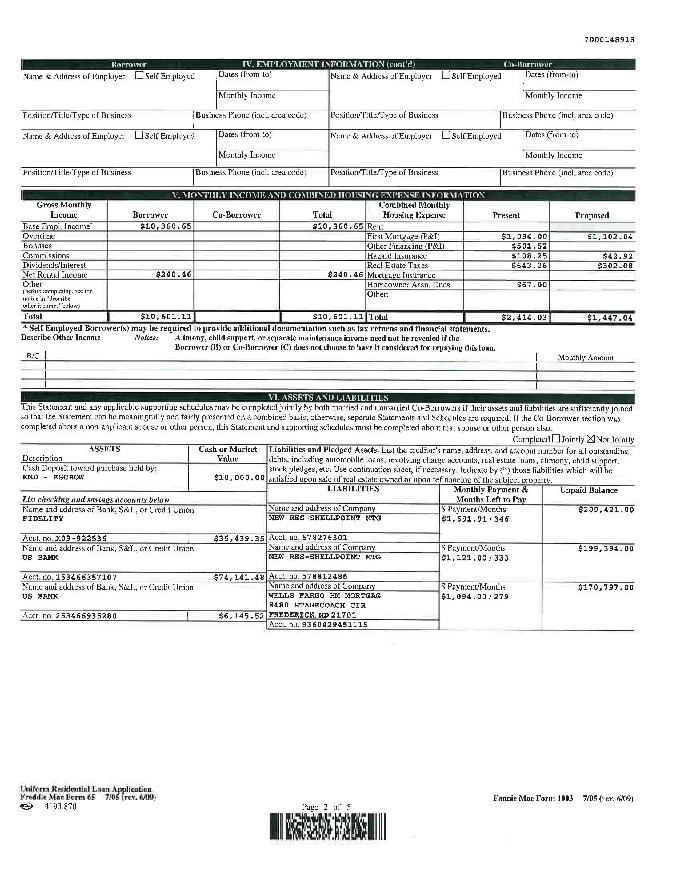 7000148913
Borrower IV. EMPLOYMENT INFORMATION (cont'd) Co-Borrower
Name & Address of Employer Self Employed Dates (from-to) Name & Address of Employer Self Employed Dates (from-to)
Monthly Income Monthly Income
Position/Title/Type of Business Business Phone (incl. area code) Position/Title/Type of Business Business Phone (incl. area code)
Name & Address of Employer Self Employed Dates (from-to) Name & Address of Employer Self Employed Dates (from-to)
Monthly Income Monthly Income
Position/Title/Type of Business Business Phone (incl. area code) Position/Title/Type of Business Business Phone (incl. area code)
V. MONTHLY INCOME AND COMBINED HOUSING EXPENSE INFORMATION
Gross Monthly Income Borrower Co-Borrower Total Combined Monthly Housing Expense Present Proposed
Base Empl. Income* $10,360.65 $10,360.65 Rent
Overtime First Mortgage (P&I) $1,094.00 $1,102.04
Bonuses Other Financing (P&I) $501.52
Commissions Hazard Insurance $108.25 $42.92
Dividends/Interest Real Estate Taxes $643.26 $302.08
Net Rental Income $240.46 $240.46 Mortgage Insurance
Other Homeowner Assn. Dues $67.00
(before completing, see the notice in "describe other income," below) Other:
Total $10,601.11 $10,601.11 Total $2,414.03 $1,447.04
* Self Employed Borrower(s) may be required to provide additional documentation such as tax returns and financial statements.
Describe Other Income Notice: Alimony, child support, or separate maintenance income need not be revealed if the
Borrower (B) or Co-Borrower (C) does not choose to have it considered for repaying this loan.
B/C Monthly Amount
VI. ASSETS AND LIABILITIES
This Statement and any applicable supporting schedules may be completed jointly by both married and unmarried Co-Borrowers if their assets and liabilities are sufficiently joined
so that the Statement can be meaningfully and fairly presented on a combined basis; otherwise, separate Statements and Schedules are required. If the Co-Borrower section was
completed about a non-applicant spouse or other person, this Statement and supporting schedules must be completed about that spouse or other person also.
Completed Jointly Not Jointly
ASSETS Cash or Market Value
Description
Cash Deposit toward purchase held by:
END - ESCROW $10,000.00
Liabilities and Pledged Assets. List the creditor's name, address, and account number for all outstanding
debts, including automobile loans, revolving charge accounts, real estate loans, alimony, child support,
stock pledges, etc. Use continuation sheet, if necessary. Indicate by (*) those liabilities which will be
satisfied upon sale of real estate owned or upon refinancing of the subject property.
LIABILITIES Monthly Payment & Months Left to Pay Unpaid Balance
List checking and savings accounts below
Name and address of Bank, S&L, or Credit Union Name and address of Company $ Payment/Months $209,421.00
FIDELITY NEW RES-SHELLPOINT MTG $1,591.91/346
Acct. no. X09-922536 $39,439.35 Acct. no. 578276301
Name and address of Bank, S&L, or Credit Union Name and address of Company $ Payment/Months $199,394.00
US BANK NEW RES-SHELLPOINT MTG $1,121.00/333
Acct. no. 153466357107 $74,141.48 Acct. no. 578812486
Name and address of Bank, S&L, or Credit Union Name and address of Company $ Payment/Months $170,797.00
US BANK WELLS FARGO HM MORTGAG $1,094.00/279
8480 STAGECOACH CIR
Acct. no. 253466935280 $6,145.52 FREDERICK, MD 21701
Acct. no. 9360429451115
Uniform Residential Loan Application
Freddie Mac Form 65 7/05 (rev. 6/09)
Fannie Mae Form 1003 7/05 (rev. 6/09)
Page 2 of 5